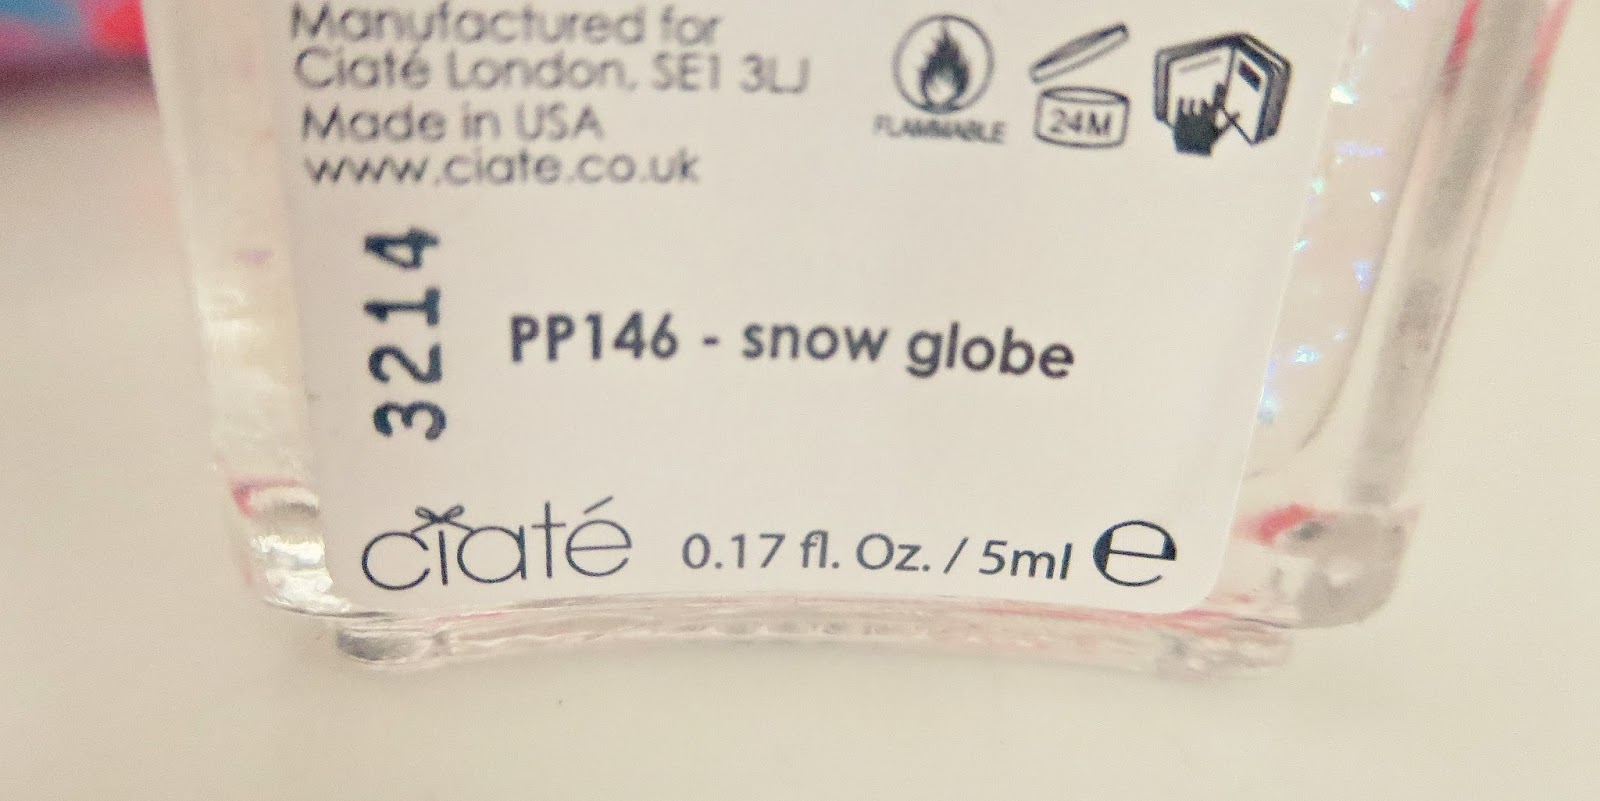 Manufactured for
Ciaté London, SE1 3LJ
Made in USA
www.ciate.co.uk
FLAMMABLE
24M
3214
PP146 - snow globe
ciaté 0.17 fl. Oz. / 5ml e